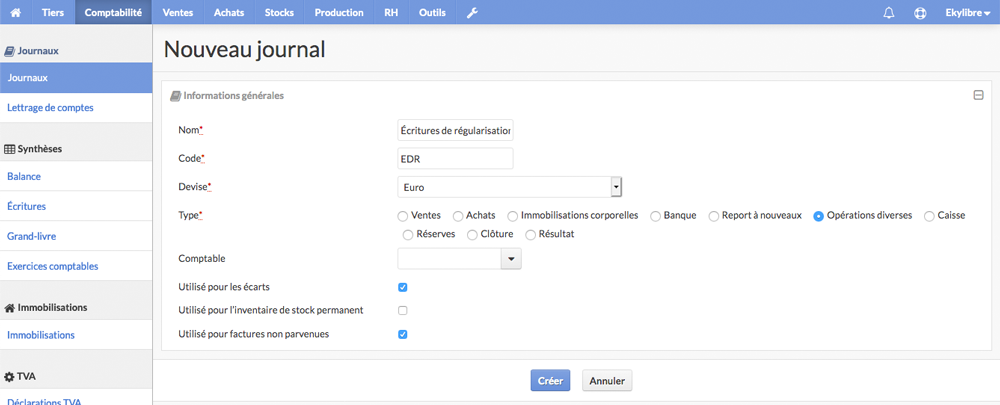 Tiers Comptabilité Ventes Achats Stocks Production RH Outils Ekylibre
Journaux
Journaux
Lettrage de comptes
Synthèses
Balance
Écritures
Grand-livre
Exercices comptables
Immobilisations
Immobilisations
TVA
Déclarations TVA
Nouveau journal
Informations générales
Nom* Écritures de régularisation
Code* EDR
Devise* Euro
Type* Ventes Achats Immobilisations corporelles Banque Report à nouveaux Opérations diverses Caisse
Réserves Clôture Résultat
Comptable
Utilisé pour les écarts
Utilisé pour l'inventaire de stock permanent
Utilisé pour factures non parvenues
Créer Annuler